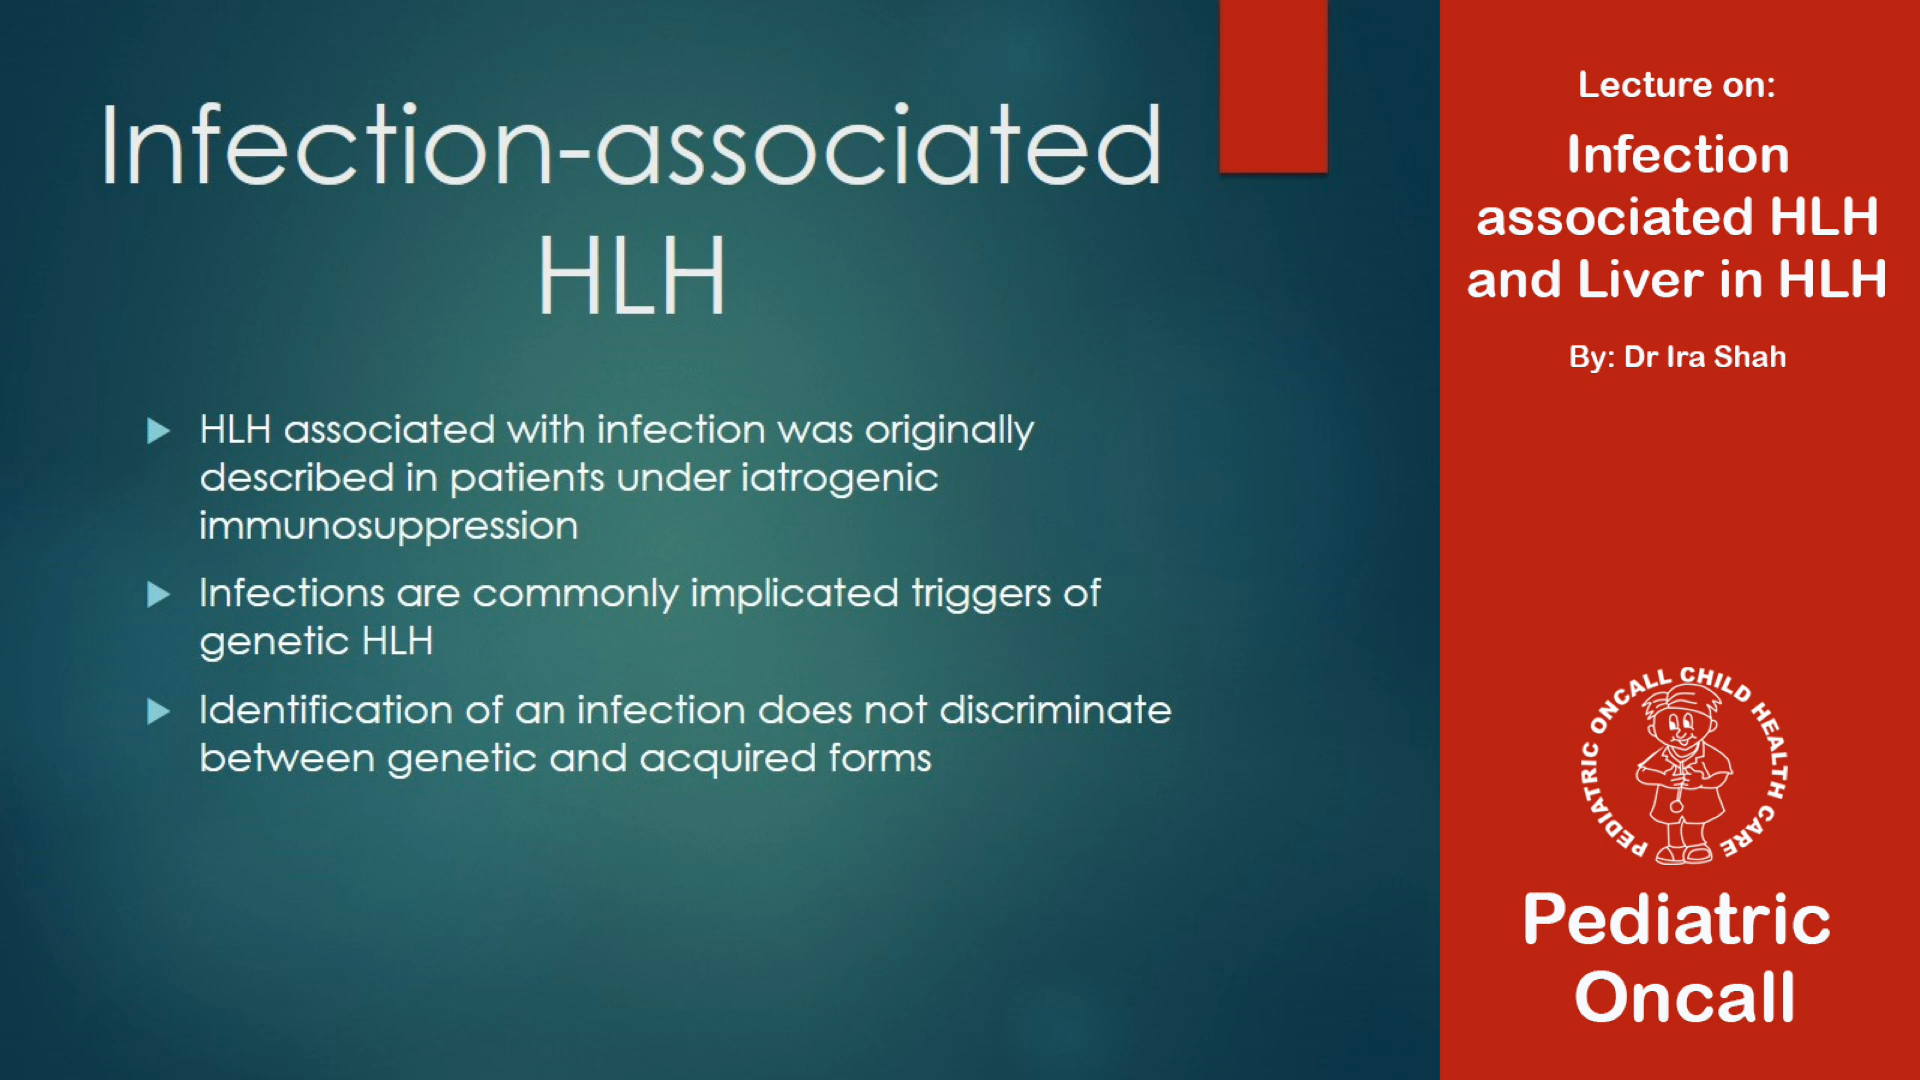 Infection-associated
HLH
HLH associated with infection was originally
described in patients under iatrogenic
immunosuppression
Infections are commonly implicated triggers of
genetic HLH
Identification of an infection does not discriminate
between genetic and acquired forms
Lecture on:
Infection
associated HLH
and Liver in HLH
By: Dr Ira Shah
PEDIATRIC ONCALL CHILD HEALTH CARE
Pediatric
Oncall